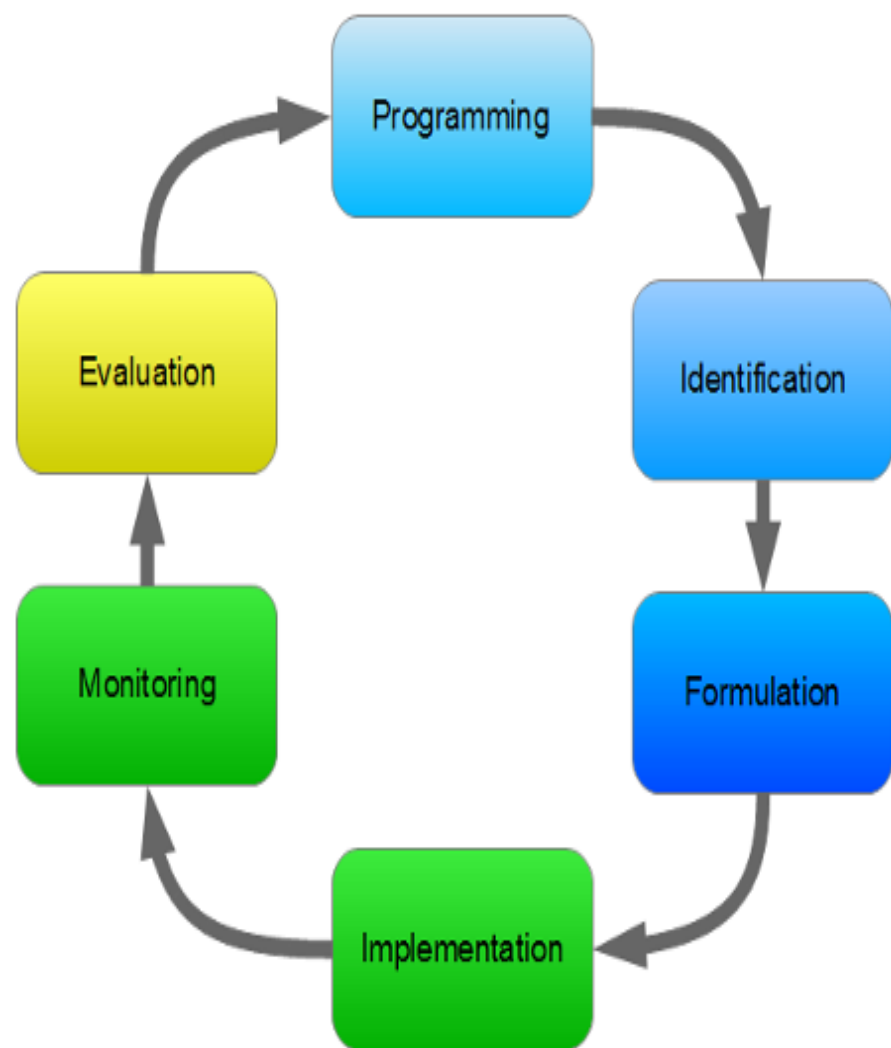 Programming
Identification
Formulation
Implementation
Monitoring
Evaluation